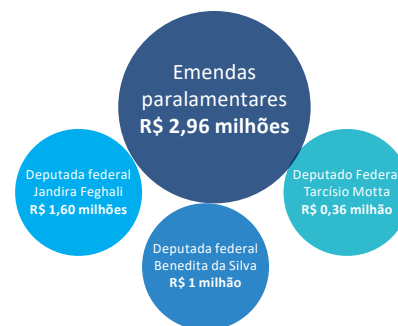 Emendas
paralamentares
R$ 2,96 milhões
Deputada federal
Jandira Feghali
R$ 1,60 milhões
Deputado Federal
Tarcísio Motta
R$ 0,36 milhão
Deputada federal
Benedita da Silva
R$ 1 milhão